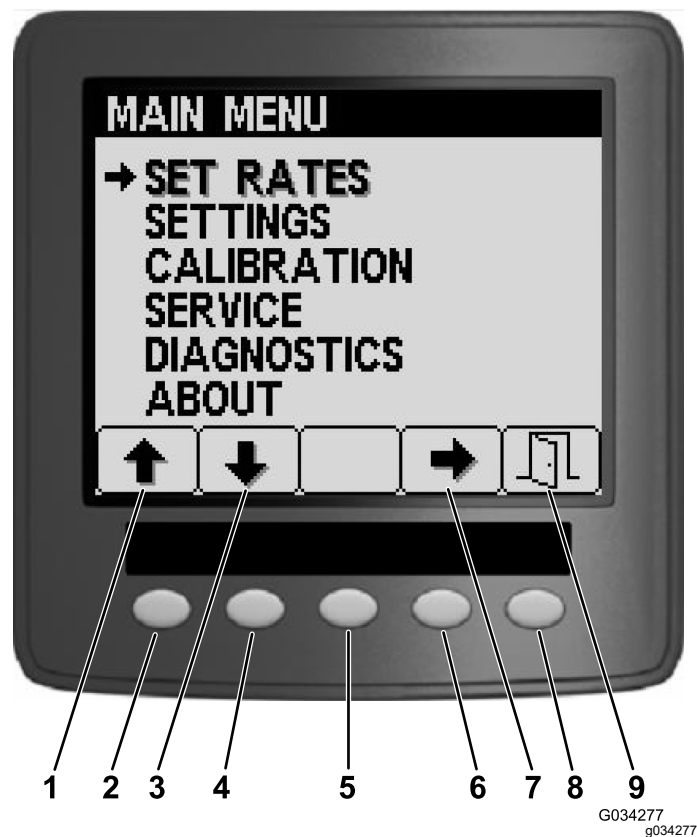 MAIN MENU
SET RATES
SETTINGS
CALIBRATION
SERVICE
DIAGNOSTICS
ABOUT
1 2 3 4 5 6 7 8 9
G034277
g034277